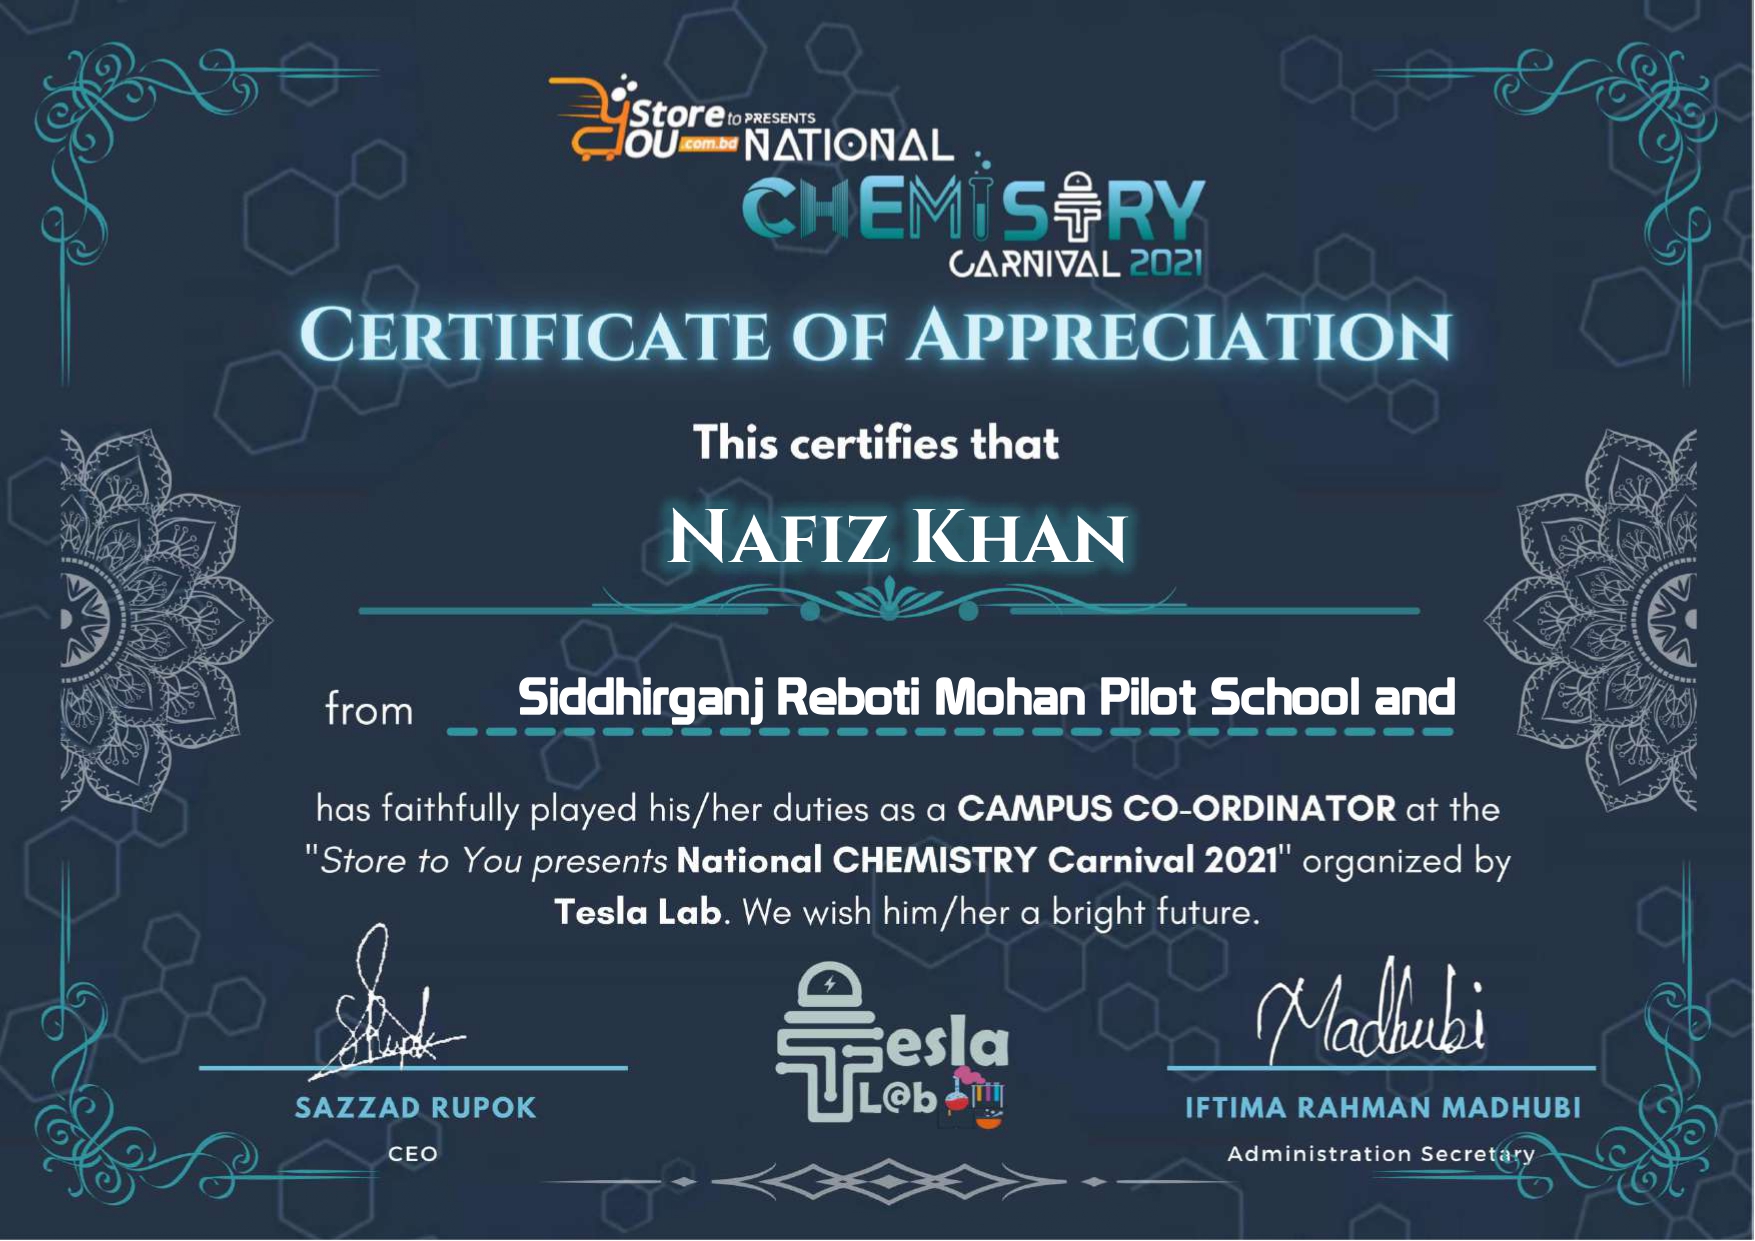 Store to PRESENTS
YOU .com.bd NATIONAL
CHEMISTRY
CARNIVAL 2021
CERTIFICATE OF APPRECIATION
This certifies that
NAFIZ KHAN
from Siddhirganj Reboti Mohan Pilot School and
has faithfully played his/her duties as a CAMPUS CO-ORDINATOR at the
"Store to You presents National CHEMISTRY Carnival 2021" organized by
Tesla Lab. We wish him/her a bright future.
Rupok
Madhubi
Tesla
L@b
SAZZAD RUPOK
CEO
IFTIMA RAHMAN MADHUBI
Administration Secretary